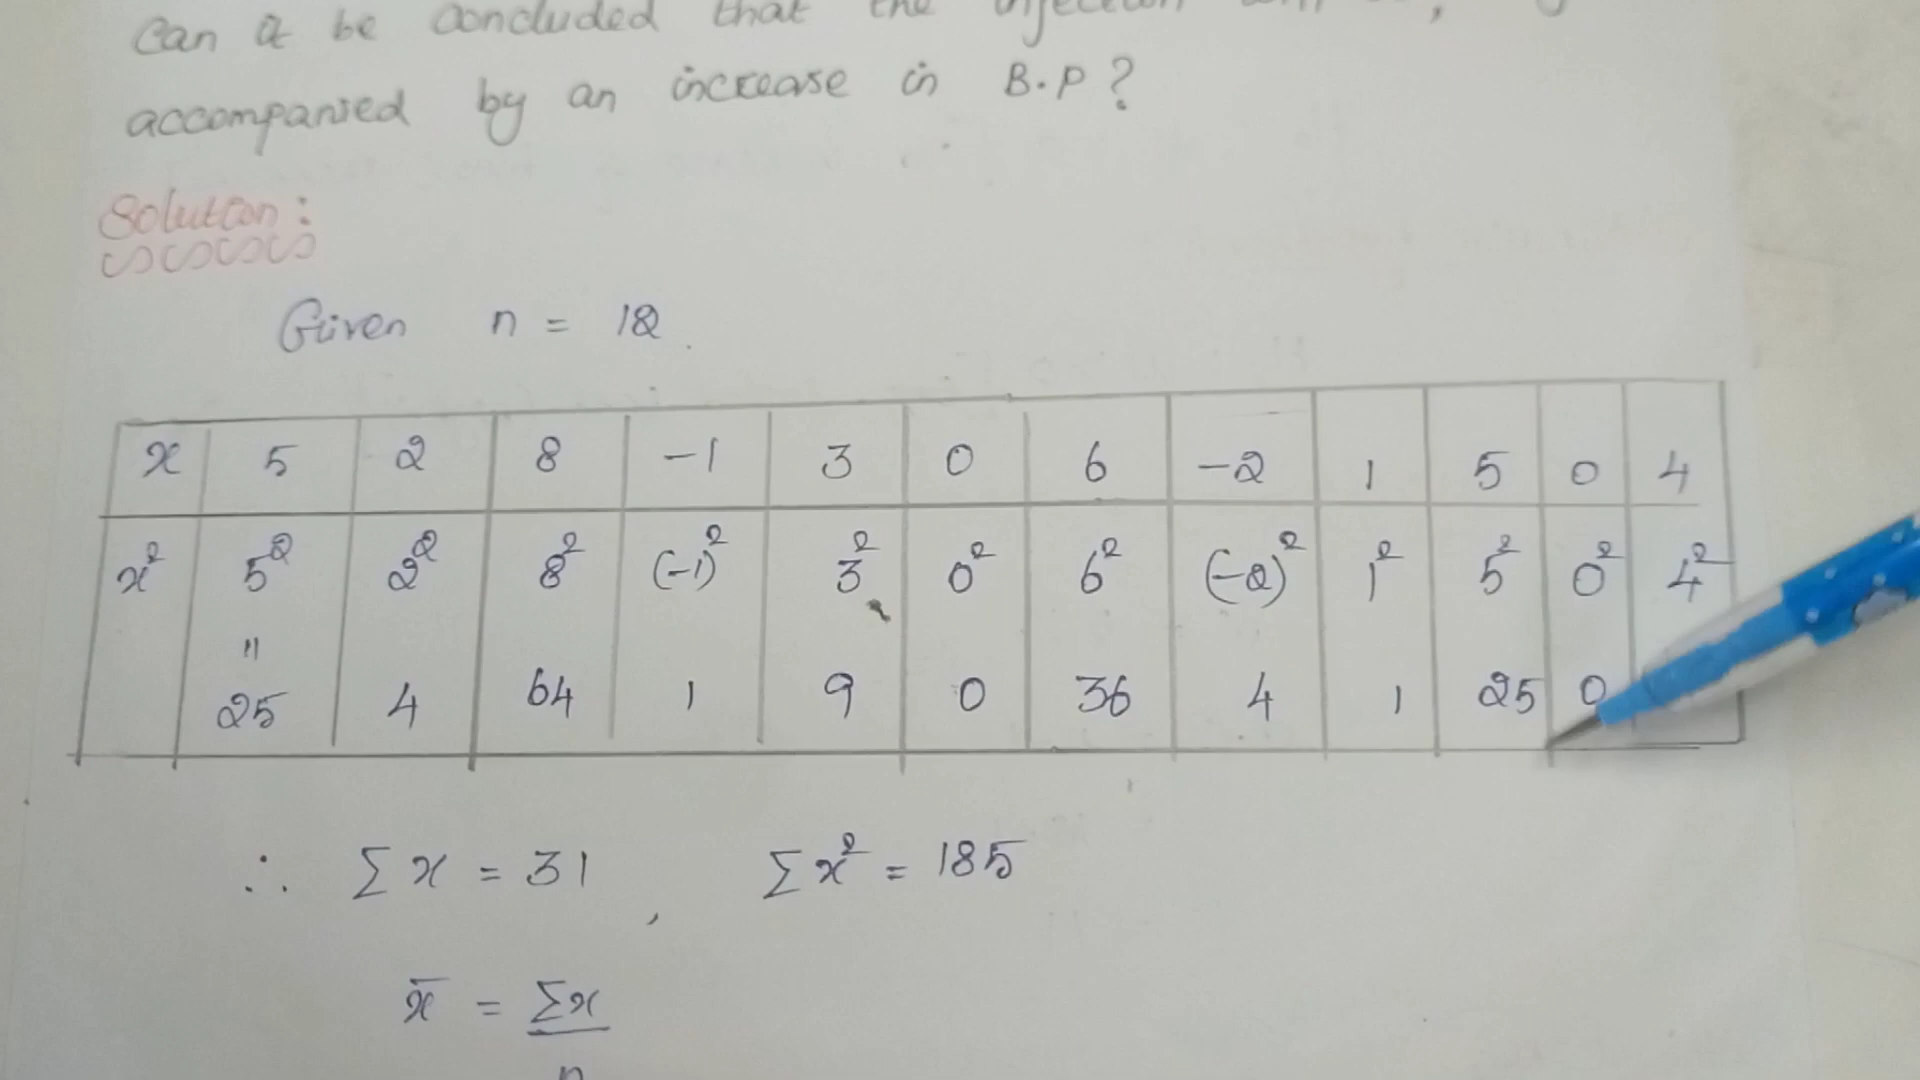 Can it be concluded that the injection
accompanied by an increase in B.P?
Solution:
Given n = 12
x 5 2 8 -1 3 0 6 -2 1 5 0 4
x² 5² 2² 8² (-1)² 3² 0² 6² (-2)² 1² 5² 0² 4²
=
25 4 64 1 9 0 36 4 1 25 0
∴ Σx = 31, Σx² = 185
x̄ = Σx
n